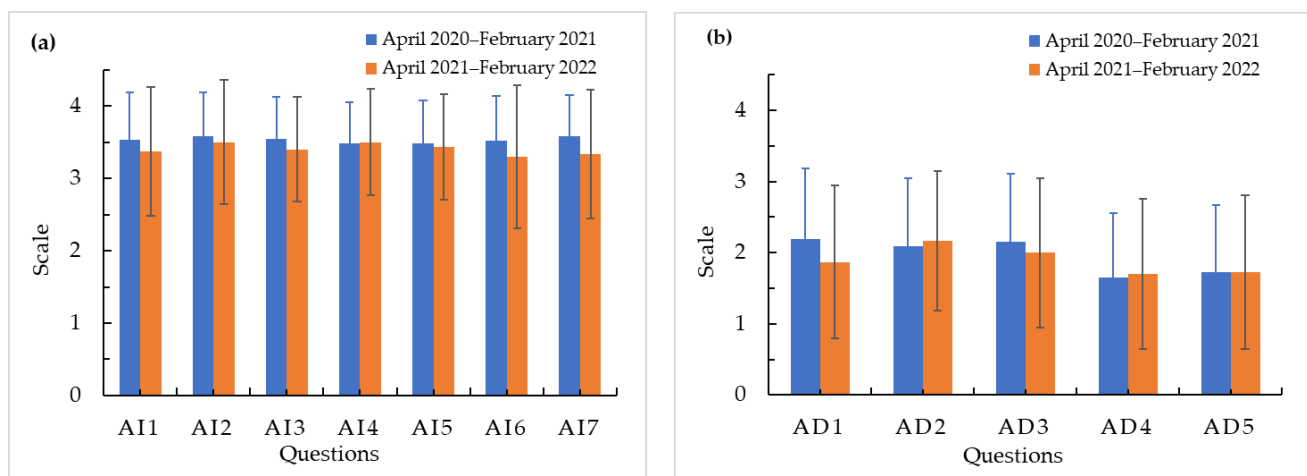 (a)
April 2020–February 2021
April 2021–February 2022
4
3
2
1
0
Scale
AI1 AI2 AI3 AI4 AI5 AI6 AI7
Questions
(b)
April 2020–February 2021
April 2021–February 2022
4
3
2
1
0
Scale
AD1 AD2 AD3 AD4 AD5
Questions